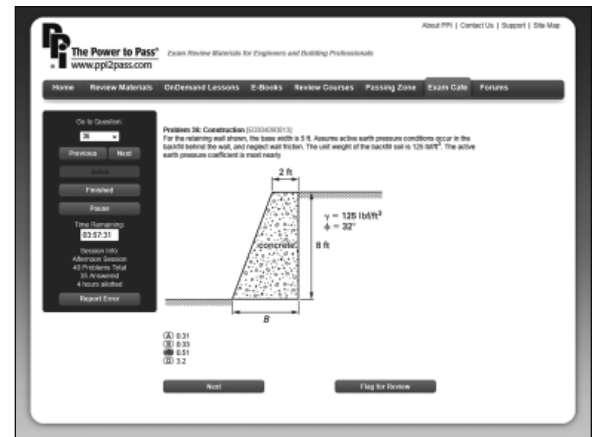 About PPI | Contact Us | Support | Site Map
PPI
The Power to Pass®
www.ppi2pass.com
Exam Review Materials for Engineers and Building Professionals
Home Review Materials OnDemand Lessons E-Books Review Courses Passing Zone Exam Cafe Forums
Go to Question:
36
Previous Next
Finished
Pause
Time Remaining:
03:57:31
Session Info:
Afternoon Session
40 Problems Total
35 Answered
4 hours allotted
Report Error
Problem 36: Construction
For the retaining wall shown, the base width is 5 ft. Assume active earth pressure conditions occur in the
backfill behind the wall, and neglect wall friction. The unit weight of the backfill soil is 125 lbf/ft³. The active
earth pressure coefficient is most nearly
2 ft
γ = 125 lbf/ft³
ϕ = 32°
concrete
8 ft
B
(A) 0.31
(B) 0.33
0.51
(D) 3.2
Next Flag for Review